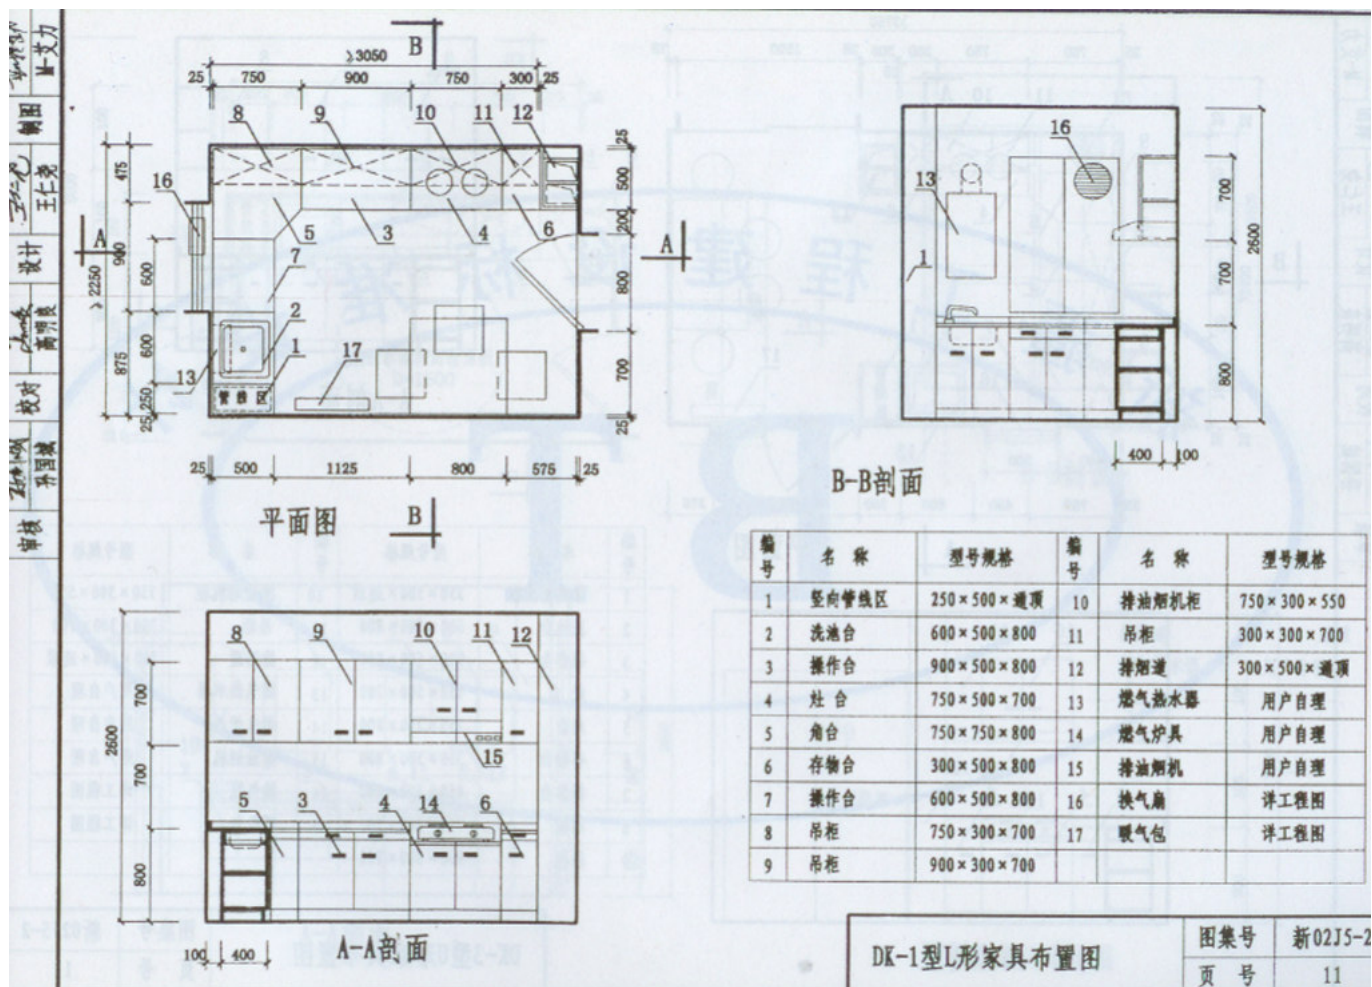 B
≥3050
25 750 900 750 300 25
8 9 10 11 12
16
A A
5 3 4 6
7
2
1
17
13
管线区
475
900
875
≥2250
600
600
250
25
25
500
200
800
700
25
25 500 1125 800 575 25
平面图
B
16
13
1
700
700
800
2600
400 100
B-B剖面
8 9 10 11 12
15
5 3 4 14 6
700
700
800
2600
100 400
A-A剖面
编号 名称 型号规格 编号 名称 型号规格
1 竖向管线区 250×500×通顶 10 排油烟机柜 750×300×550
2 洗池台 600×500×800 11 吊柜 300×300×700
3 操作台 900×500×800 12 排烟道 300×500×通顶
4 灶台 750×500×700 13 燃气热水器 用户自理
5 角台 750×750×800 14 燃气炉具 用户自理
6 存物台 300×500×800 15 排油烟机 用户自理
7 操作台 600×500×800 16 换气扇 详工程图
8 吊柜 750×300×700 17 暖气包 详工程图
9 吊柜 900×300×700
DK-1型L形家具布置图
图集号 新02J5-2
页号 11
M-艾力
制图
王仁尧
设计
高明良
校对
孙国城
审核